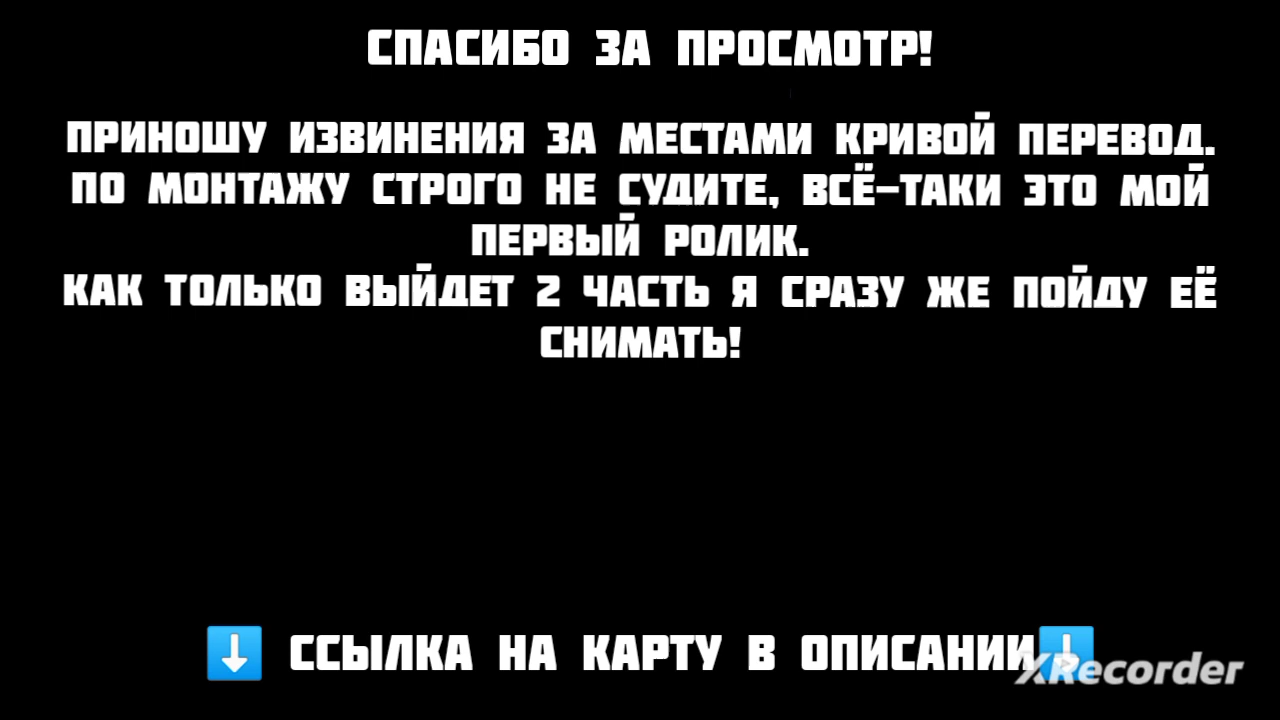 СПАСИБО ЗА ПРОСМОТР!
ПРИНОШУ ИЗВИНЕНИЯ ЗА МЕСТАМИ КРИВОЙ ПЕРЕВОД.
ПО МОНТАЖУ СТРОГО НЕ СУДИТЕ, ВСЁ-ТАКИ ЭТО МОЙ
ПЕРВЫЙ РОЛИК.
КАК ТОЛЬКО ВЫЙДЕТ 2 ЧАСТЬ Я СРАЗУ ЖЕ ПОЙДУ ЕЁ
СНИМАТЬ!
⬇️ ССЫЛКА НА КАРТУ В ОПИСАНИИ⬇️
XRecorder